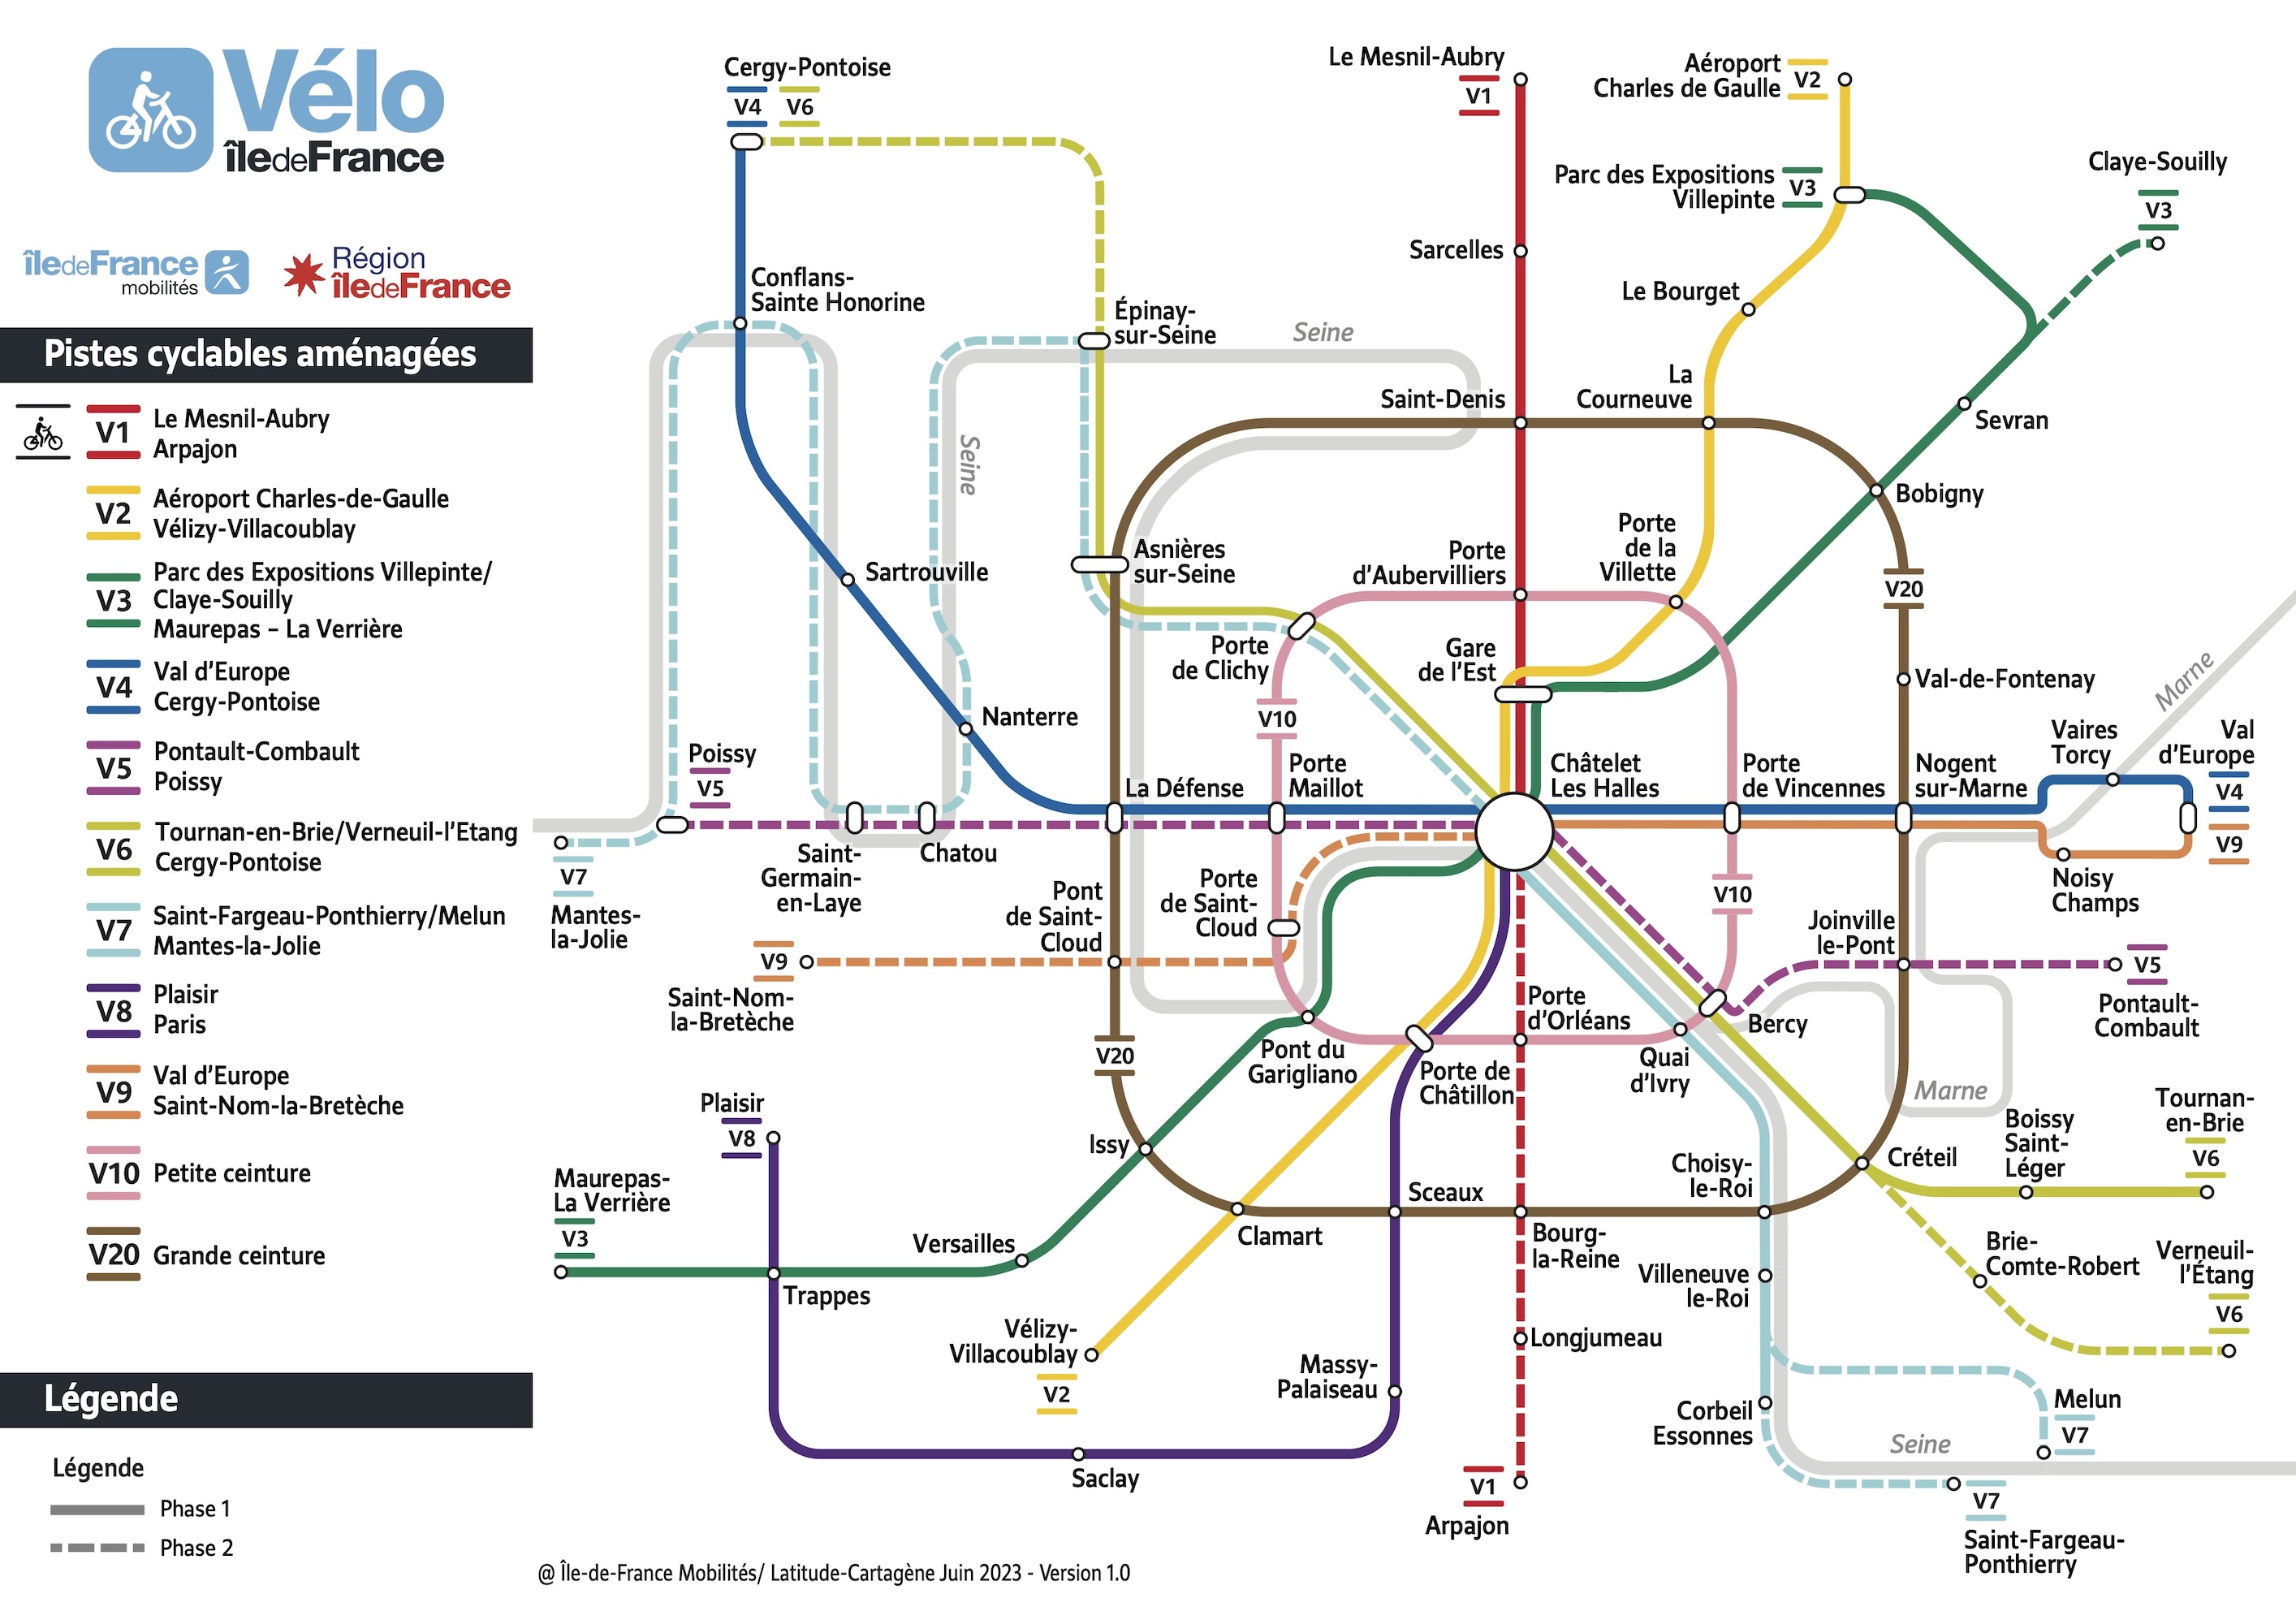 Vélo
îledeFrance
îledeFrance
mobilités
Région
îledeFrance
Pistes cyclables aménagées
V1
Le Mesnil-Aubry
Arpajon
V2
Aéroport Charles-de-Gaulle
Vélizy-Villacoublay
V3
Parc des Expositions Villepinte/
Claye-Souilly
Maurepas – La Verrière
V4
Val d'Europe
Cergy-Pontoise
V5
Pontault-Combault
Poissy
V6
Tournan-en-Brie/Verneuil-l'Etang
Cergy-Pontoise
V7
Saint-Fargeau-Ponthierry/Melun
Mantes-la-Jolie
V8
Plaisir
Paris
V9
Val d'Europe
Saint-Nom-la-Bretèche
V10
Petite ceinture
V20
Grande ceinture
Légende
Légende
Phase 1
Phase 2
Cergy-Pontoise
V4
V6
Le Mesnil-Aubry
V1
Aéroport
Charles de Gaulle
V2
Parc des Expositions
Villepinte
V3
Claye-Souilly
V3
Sarcelles
Conflans-
Sainte Honorine
Le Bourget
Épinay-
sur-Seine
Seine
Saint-Denis
La
Courneuve
Sevran
Seine
Bobigny
Asnières
sur-Seine
Sartrouville
Porte
d'Aubervilliers
Porte
de la
Villette
V20
Porte
de Clichy
Gare
de l'Est
Val-de-Fontenay
Marne
Nanterre
V10
Poissy
V5
La Défense
Porte
Maillot
Châtelet
Les Halles
Porte
de Vincennes
Nogent
sur-Marne
Vaires
Torcy
Val
d'Europe
V4
V9
V7
Mantes-
la-Jolie
Saint-
Germain-
en-Laye
Chatou
Pont
de Saint-
Cloud
Porte
de Saint-
Cloud
V10
Noisy
Champs
Joinville
le-Pont
V9
Saint-Nom-
la-Bretèche
V5
Pontault-
Combault
Porte
d'Orléans
Bercy
V20
Pont du
Garigliano
Porte de
Châtillon
Quai
d'Ivry
Marne
Plaisir
V8
Issy
Boissy
Saint-
Léger
Tournan-
en-Brie
V6
Maurepas-
La Verrière
V3
Sceaux
Choisy-
le-Roi
Créteil
Versailles
Clamart
Bourg-
la-Reine
Brie-
Comte-Robert
Verneuil-
l'Étang
V6
Trappes
Villeneuve
le-Roi
Vélizy-
Villacoublay
V2
Longjumeau
Massy-
Palaiseau
Corbeil
Essonnes
Melun
V7
Seine
Saclay
V1
Arpajon
V7
Saint-Fargeau-
Ponthierry
@ Île-de-France Mobilités/ Latitude-Cartagène Juin 2023 - Version 1.0